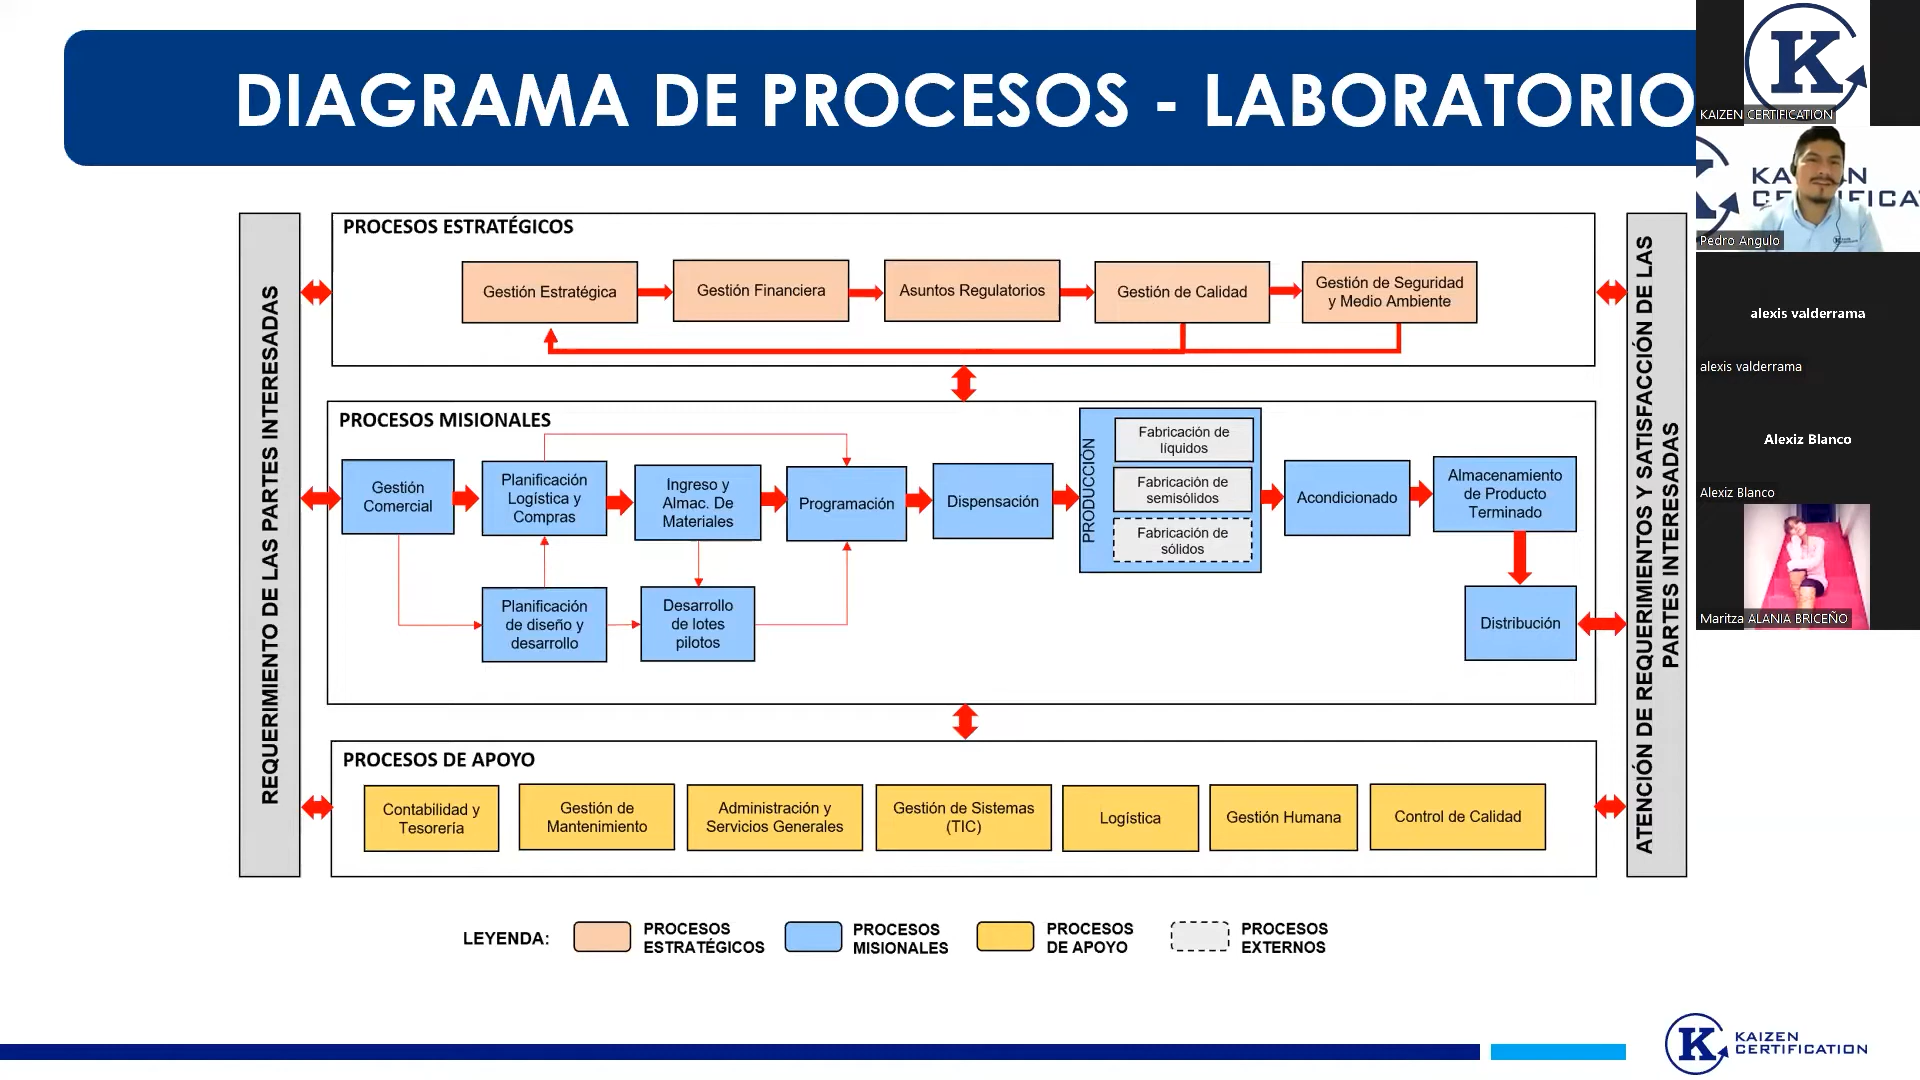 DIAGRAMA DE PROCESOS - LABORATORIO
REQUERIMIENTO DE LAS PARTES INTERESADAS
PROCESOS ESTRATÉGICOS
Gestión Estratégica
Gestión Financiera
Asuntos Regulatorios
Gestión de Calidad
Gestión de Seguridad
y Medio Ambiente
PROCESOS MISIONALES
Gestión
Comercial
Planificación
Logística y
Compras
Ingreso y
Almac. De
Materiales
Programación
Dispensación
PRODUCCIÓN
Fabricación de
líquidos
Fabricación de
semisólidos
Fabricación de
sólidos
Acondicionado
Almacenamiento
de Producto
Terminado
Planificación
de diseño y
desarrollo
Desarrollo
de lotes
pilotos
Distribución
PROCESOS DE APOYO
Contabilidad y
Tesorería
Gestión de
Mantenimiento
Administración y
Servicios Generales
Gestión de Sistemas
(TIC)
Logística
Gestión Humana
Control de Calidad
ATENCIÓN DE REQUERIMIENTOS Y SATISFACCIÓN DE LAS
PARTES INTERESADAS
LEYENDA:
PROCESOS
ESTRATÉGICOS
PROCESOS
MISIONALES
PROCESOS
DE APOYO
PROCESOS
EXTERNOS
K
KAIZEN
CERTIFICATION
K
KAIZEN CERTIFICATION
Pedro Angulo
alexis valderrama
alexis valderrama
Alexiz Blanco
Alexiz Blanco
Maritza ALANIA BRICEÑO